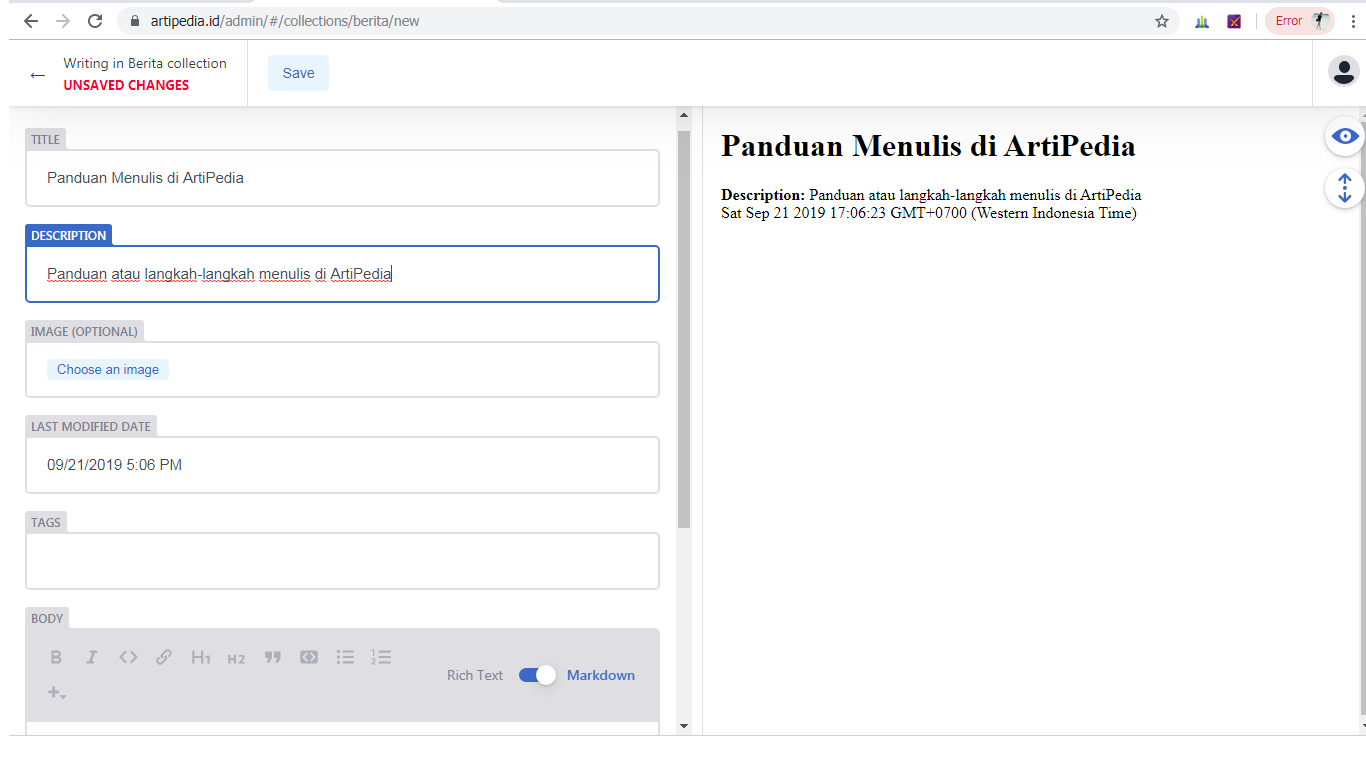 artipedia.id/admin/#/collections/berita/new
Error
Writing in Berita collection
UNSAVED CHANGES
Save
TITLE
Panduan Menulis di ArtiPedia
DESCRIPTION
Panduan atau langkah-langkah menulis di ArtiPedia
IMAGE (OPTIONAL)
Choose an image
LAST MODIFIED DATE
09/21/2019 5:06 PM
TAGS
BODY
B I <> H1 H2
Rich Text Markdown
Panduan Menulis di ArtiPedia
Description: Panduan atau langkah-langkah menulis di ArtiPedia
Sat Sep 21 2019 17:06:23 GMT+0700 (Western Indonesia Time)